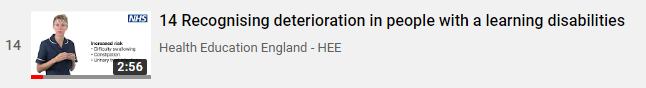 14 Recognising deterioration in people with a learning disabilities
14
NHS
Increased risk
• Difficulty swallowing
• Constipation
• Urinary
2:56
Health Education England - HEE